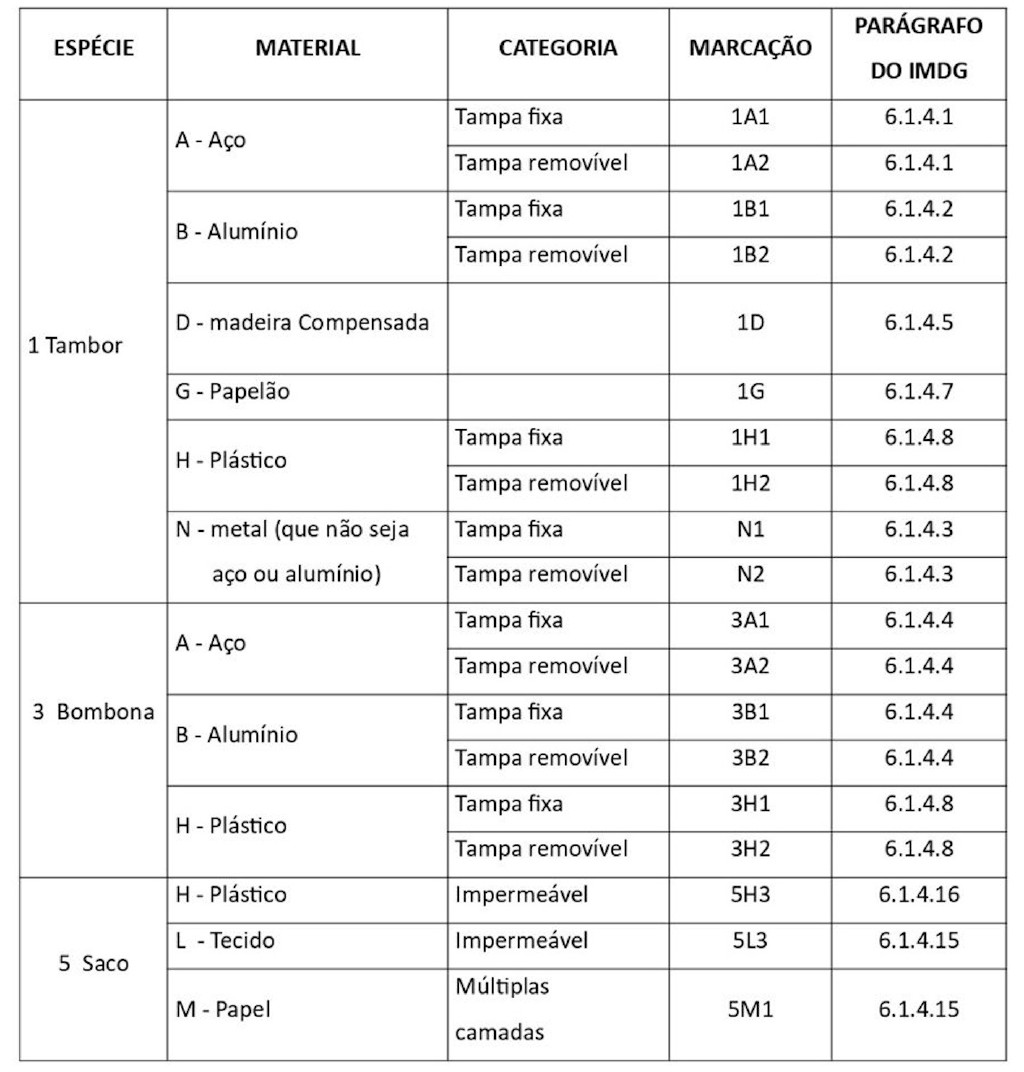 ESPÉCIE MATERIAL CATEGORIA MARCAÇÃO PARÁGRAFO DO IMDG
1 Tambor
A - Aço
Tampa fixa 1A1 6.1.4.1
Tampa removível 1A2 6.1.4.1
B - Alumínio
Tampa fixa 1B1 6.1.4.2
Tampa removível 1B2 6.1.4.2
D - madeira Compensada 1D 6.1.4.5
G - Papelão 1G 6.1.4.7
H - Plástico
Tampa fixa 1H1 6.1.4.8
Tampa removível 1H2 6.1.4.8
N - metal (que não seja
aço ou alumínio)
Tampa fixa N1 6.1.4.3
Tampa removível N2 6.1.4.3
3 Bombona
A - Aço
Tampa fixa 3A1 6.1.4.4
Tampa removível 3A2 6.1.4.4
B - Alumínio
Tampa fixa 3B1 6.1.4.4
Tampa removível 3B2 6.1.4.4
H - Plástico
Tampa fixa 3H1 6.1.4.8
Tampa removível 3H2 6.1.4.8
5 Saco
H - Plástico Impermeável 5H3 6.1.4.16
L - Tecido Impermeável 5L3 6.1.4.15
M - Papel Múltiplas camadas 5M1 6.1.4.15